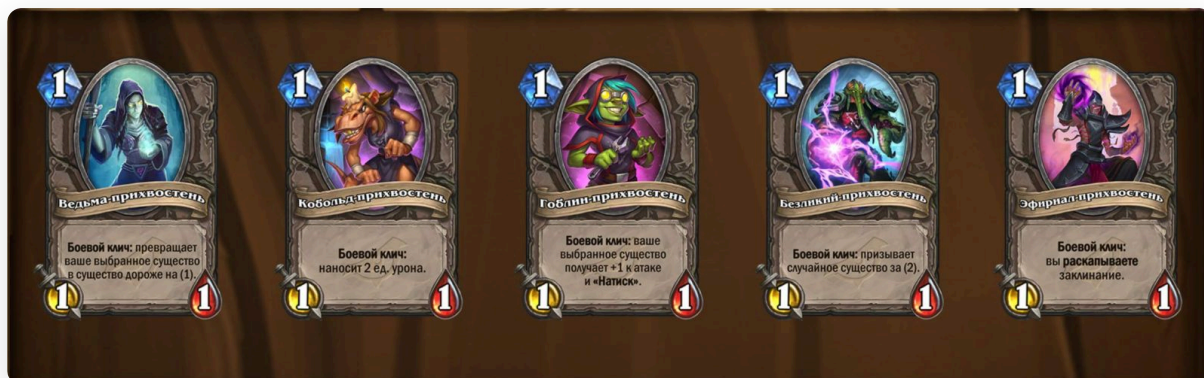 1
Ведьма-прихвостень
Боевой клич: превращает
ваше выбранное существо
в существо дороже на (1).
1
1
1
Кобольд-прихвостень
Боевой клич:
наносит 2 ед. урона.
1
1
1
Гоблин-прихвостень
Боевой клич: ваше
выбранное существо
получает +1 к атаке
и «Натиск».
1
1
1
Безликий-прихвостень
Боевой клич: призывает
случайное существо за (2).
1
1
1
Эфириал-прихвостень
Боевой клич:
вы раскапываете
заклинание.
1
1